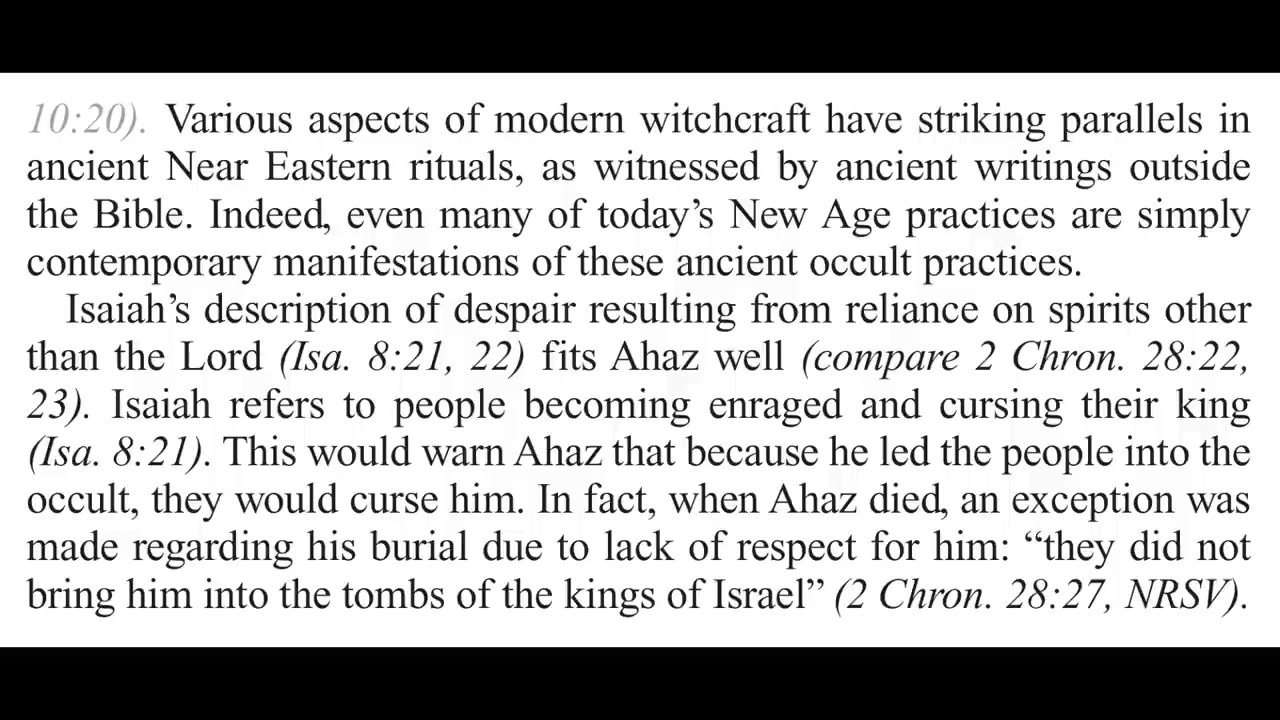 10:20). Various aspects of modern witchcraft have striking parallels in
ancient Near Eastern rituals, as witnessed by ancient writings outside
the Bible. Indeed, even many of today’s New Age practices are simply
contemporary manifestations of these ancient occult practices.
Isaiah’s description of despair resulting from reliance on spirits other
than the Lord (Isa. 8:21, 22) fits Ahaz well (compare 2 Chron. 28:22,
23). Isaiah refers to people becoming enraged and cursing their king
(Isa. 8:21). This would warn Ahaz that because he led the people into the
occult, they would curse him. In fact, when Ahaz died, an exception was
made regarding his burial due to lack of respect for him: “they did not
bring him into the tombs of the kings of Israel” (2 Chron. 28:27, NRSV).